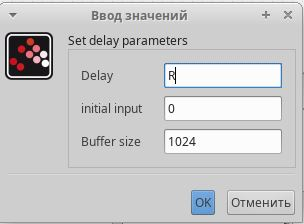 Ввод значений
Set delay parameters
Delay R
initial input 0
Buffer size 1024
OK Отменить